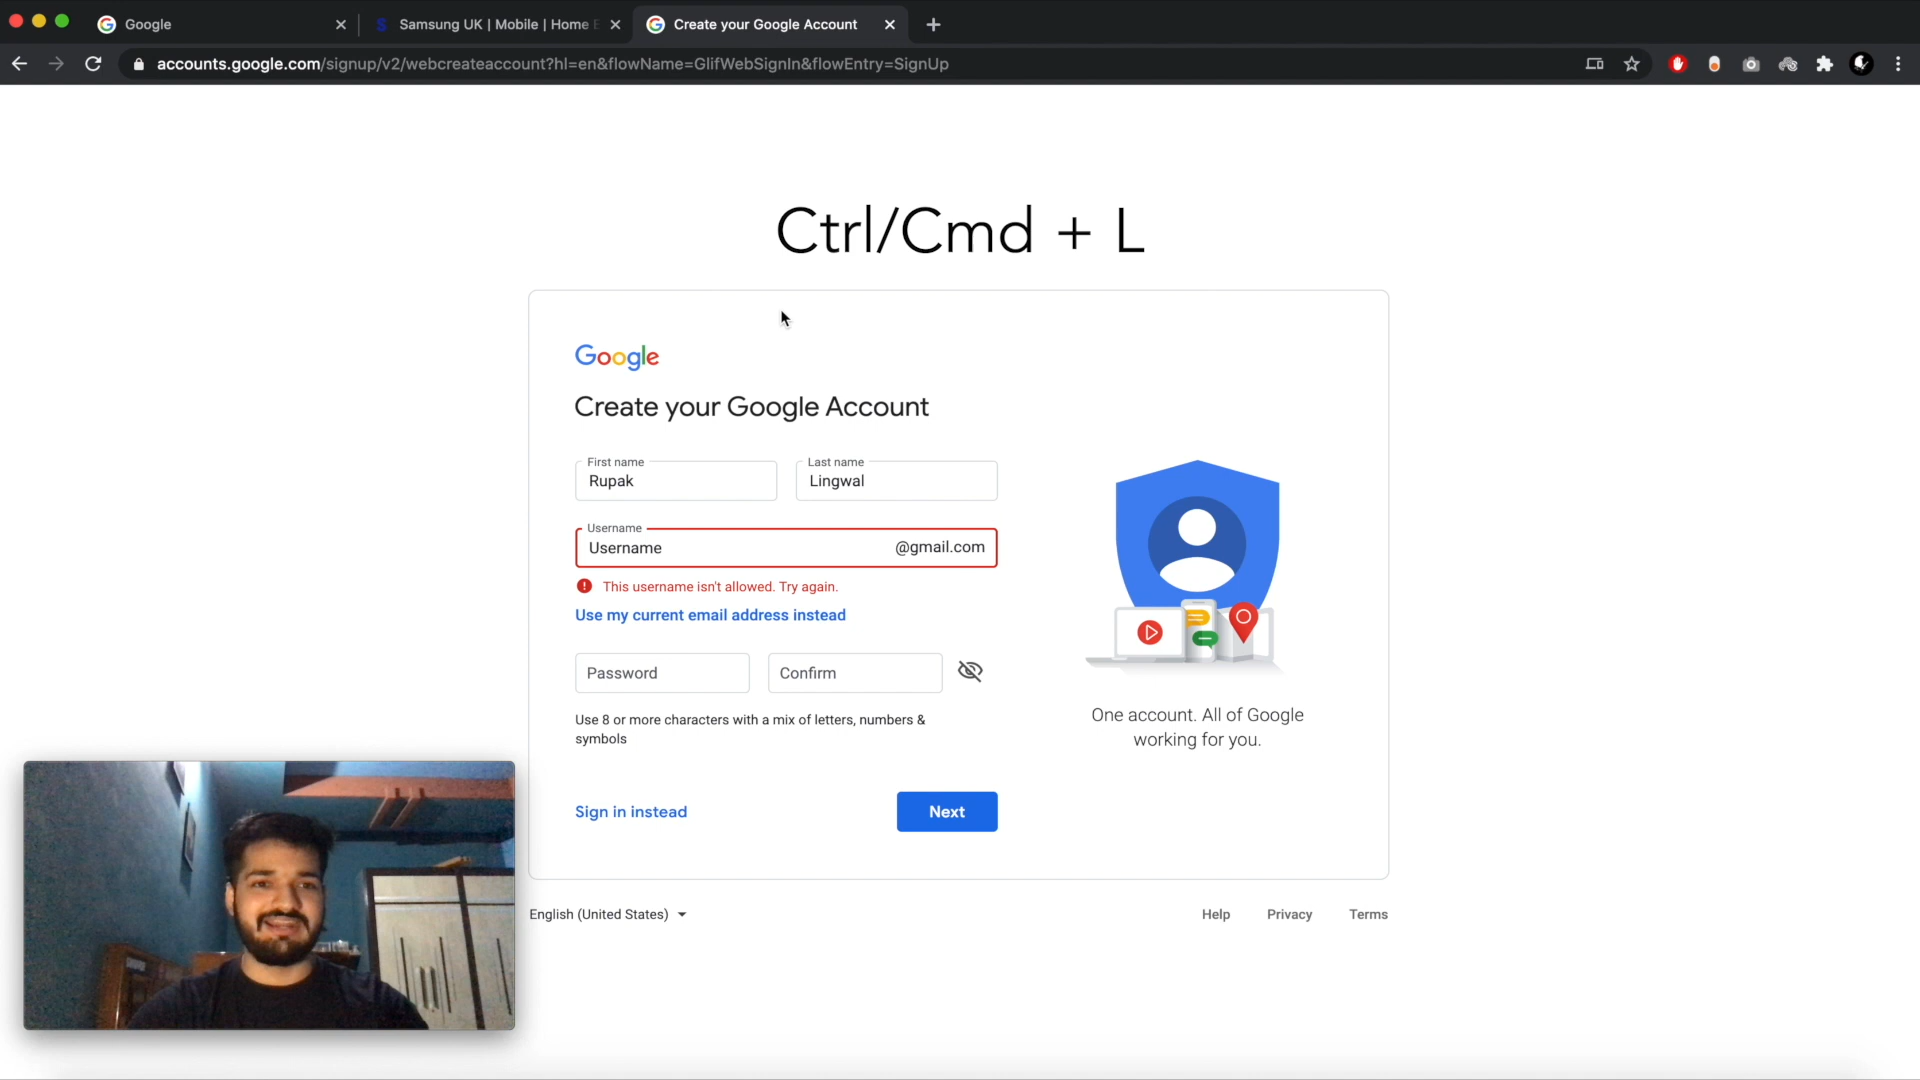 Google
Samsung UK | Mobile | Home E
Create your Google Account
accounts.google.com/signup/v2/webcreateaccount?hl=en&flowName=GlifWebSignIn&flowEntry=SignUp
Ctrl/Cmd + L
Google
Create your Google Account
First name
Last name
Rupak
Lingwal
Username
Username
@gmail.com
This username isn't allowed. Try again.
Use my current email address instead
Password
Confirm
Use 8 or more characters with a mix of letters, numbers &
symbols
One account. All of Google
working for you.
Sign in instead
Next
English (United States)
Help
Privacy
Terms